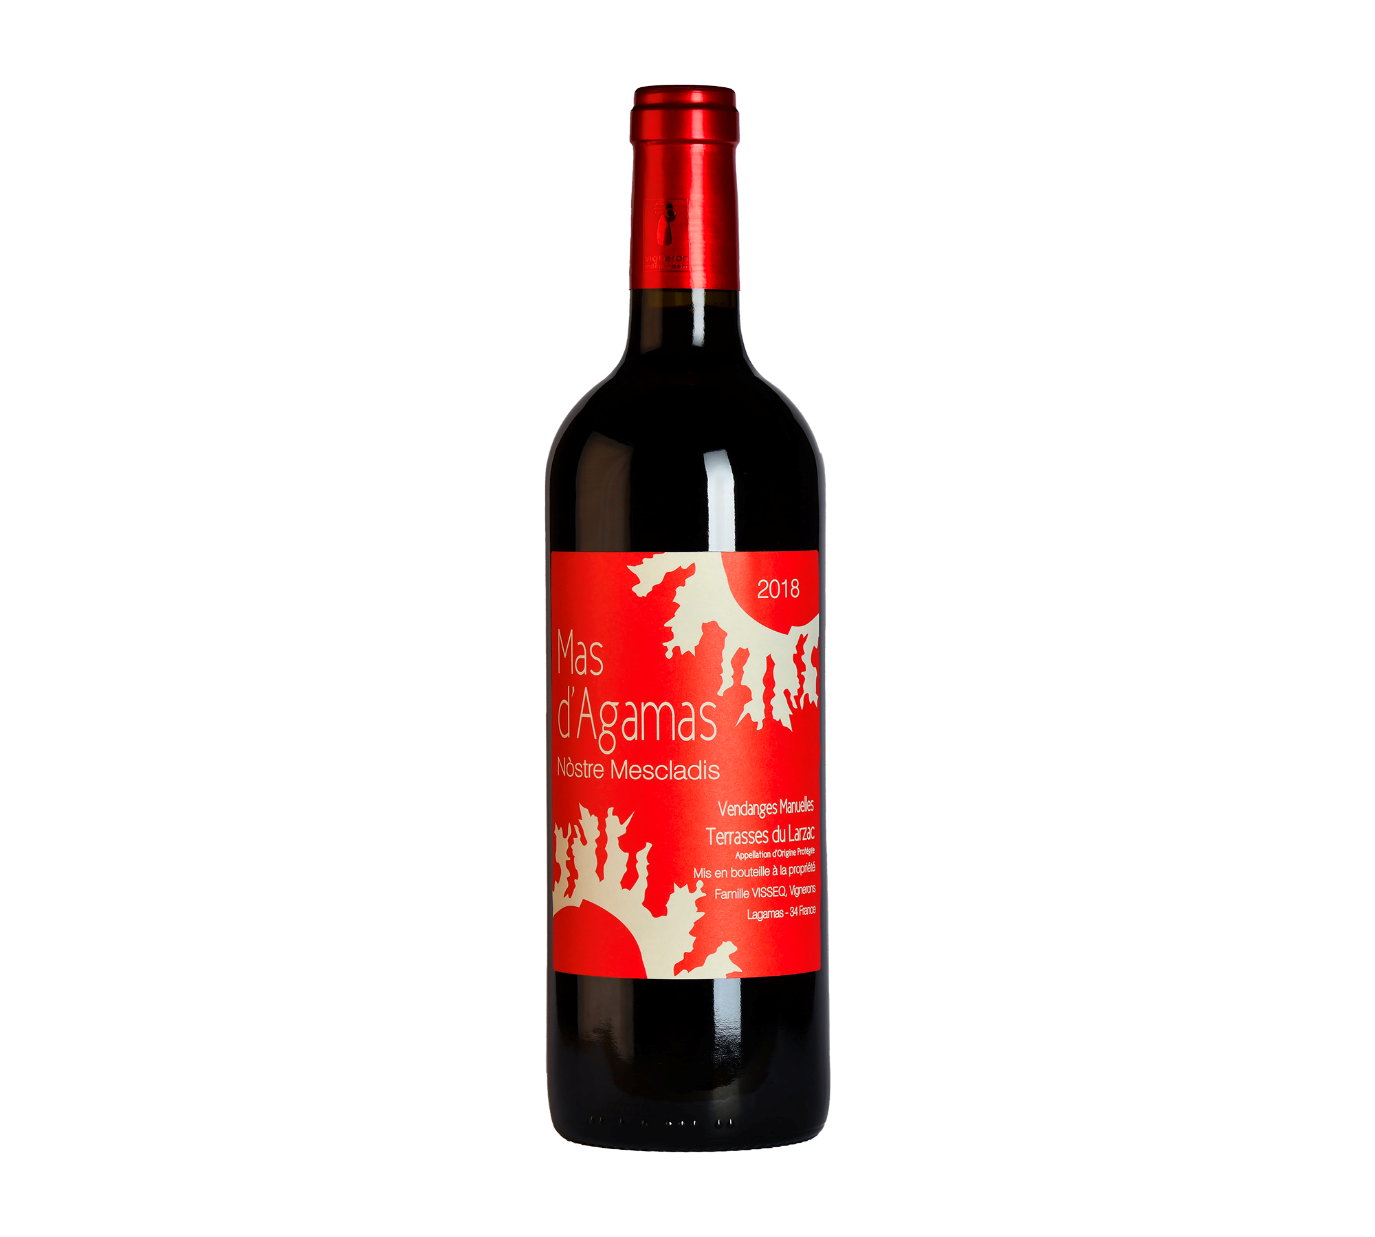 2018
Mas
d'Agamas
Nòstre Mescladis
Vendanges Manuelles
Terrasses du Larzac
Appellation d'Origine Protégée
Mis en bouteille à la propriété
Famille VISSEQ, Vignerons
Lagamas - 34 France